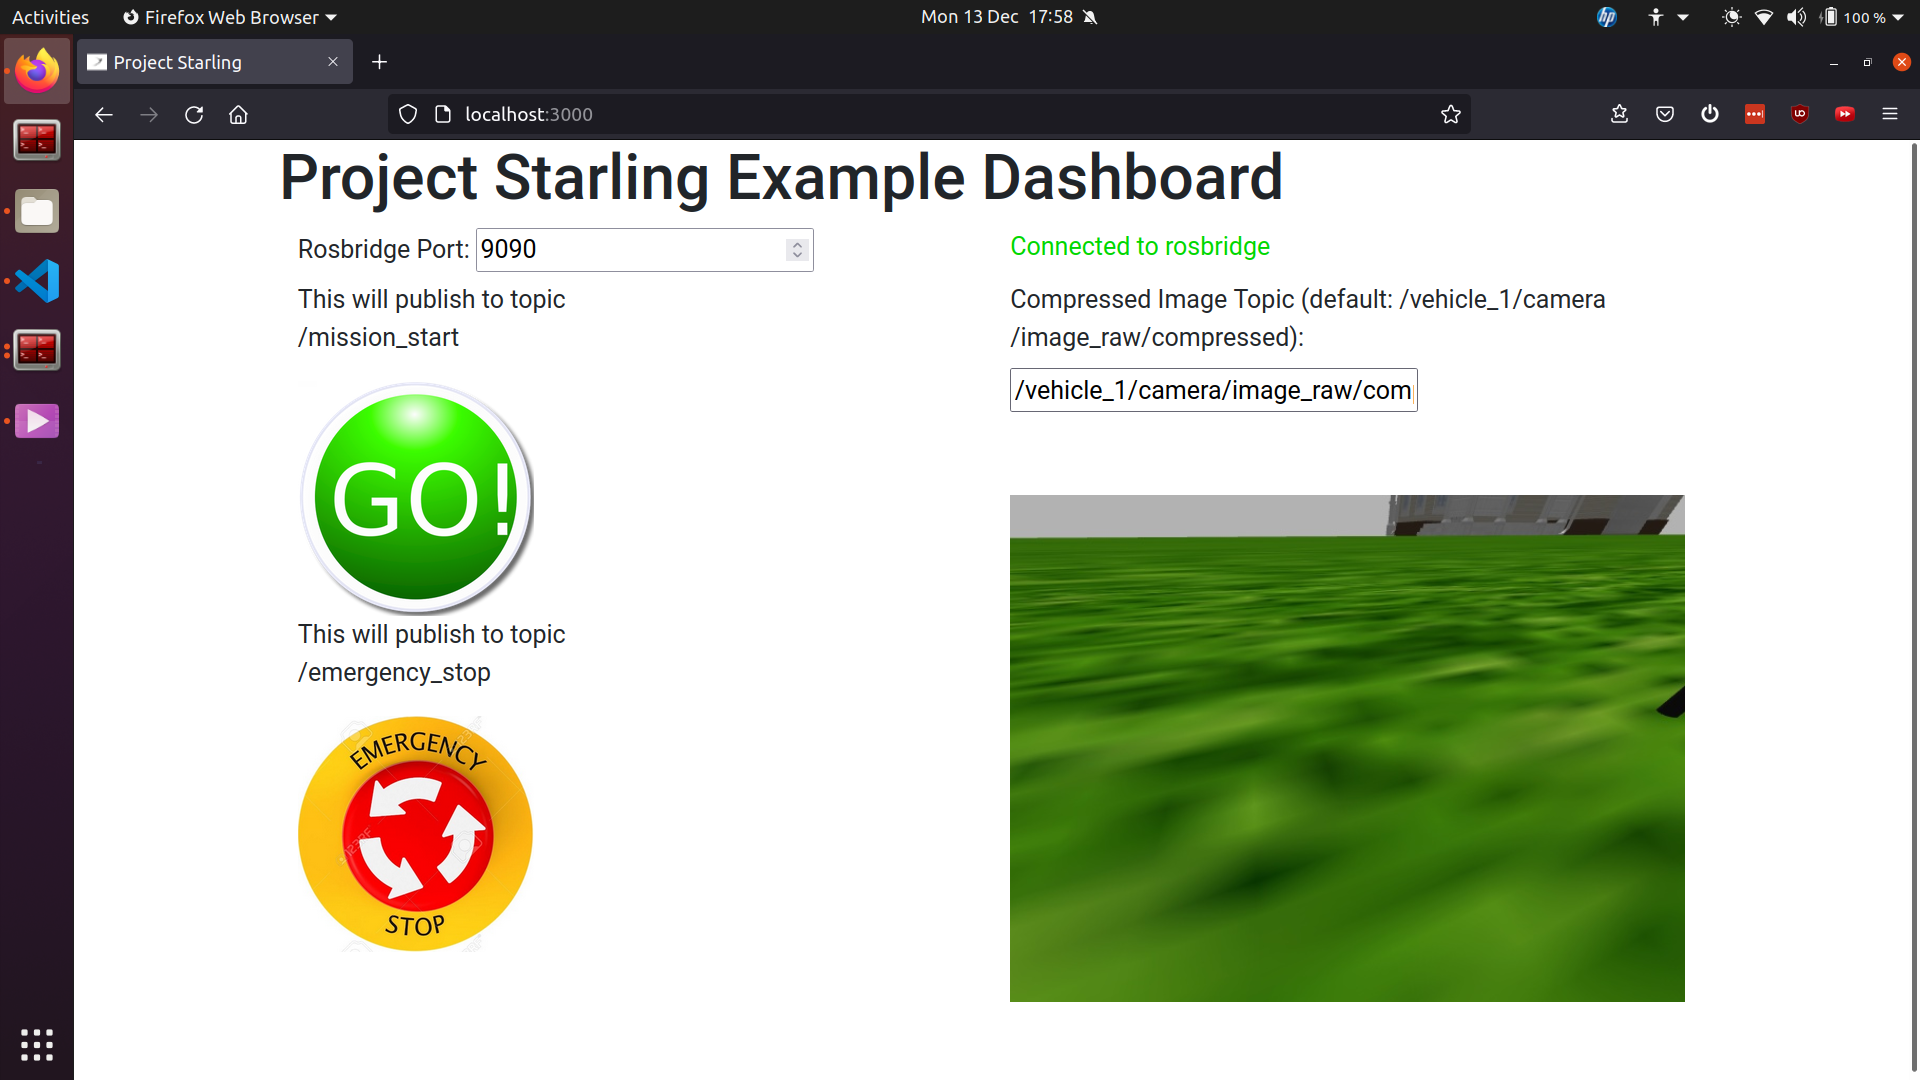 Activities
Firefox Web Browser
Mon 13 Dec 17:58
100 %
Project Starling
localhost:3000
Project Starling Example Dashboard
Rosbridge Port: 9090
This will publish to topic
/mission_start
GO!
This will publish to topic
/emergency_stop
EMERGENCY
STOP
Connected to rosbridge
Compressed Image Topic (default: /vehicle_1/camera
/image_raw/compressed):
/vehicle_1/camera/image_raw/com